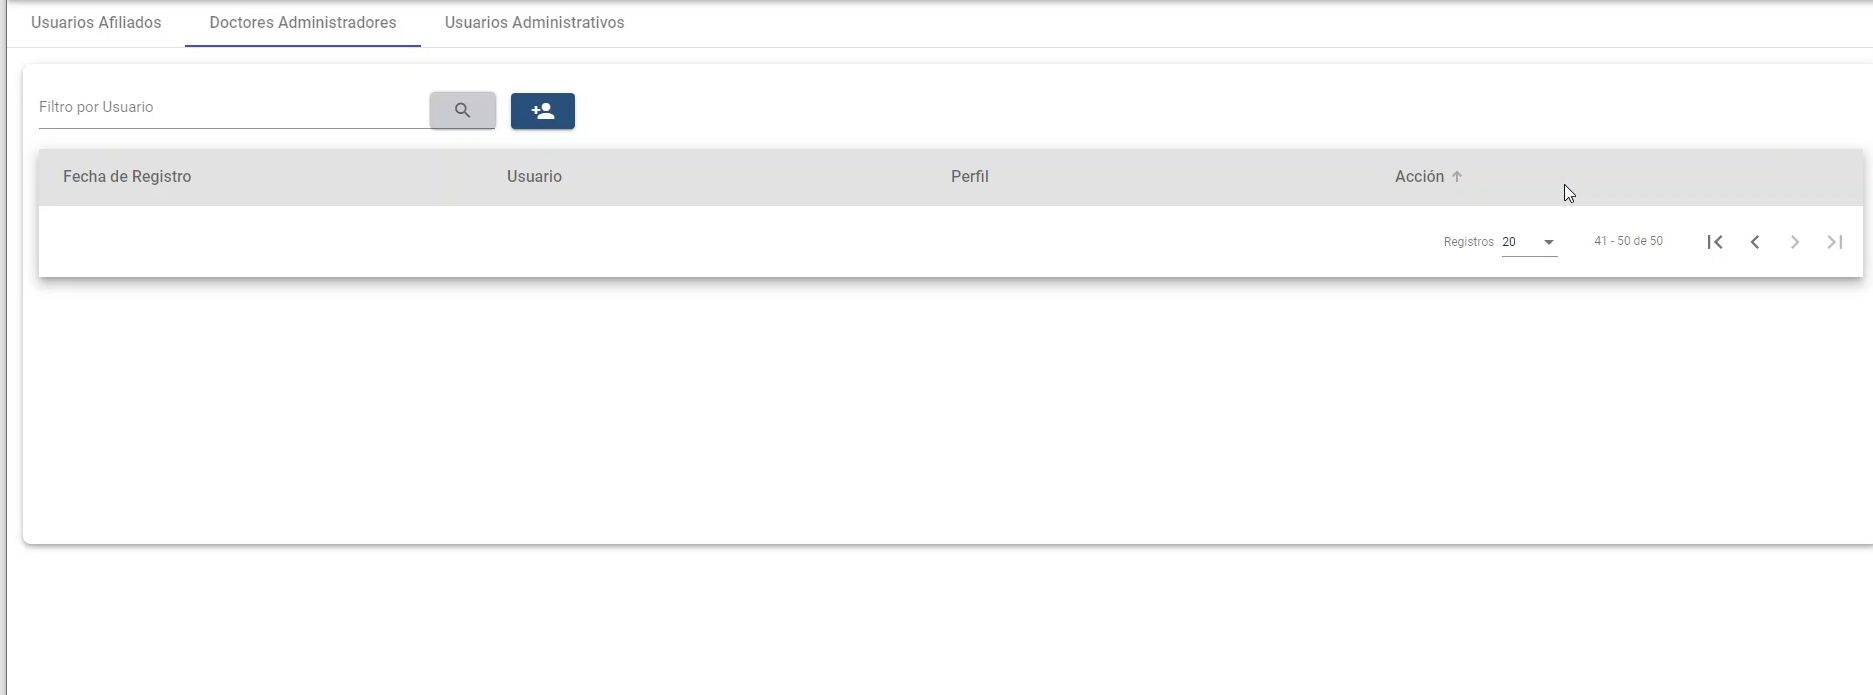 Usuarios Afiliados Doctores Administradores Usuarios Administrativos
Filtro por Usuario
Fecha de Registro Usuario Perfil Acción
Registros 20 41 - 50 de 50